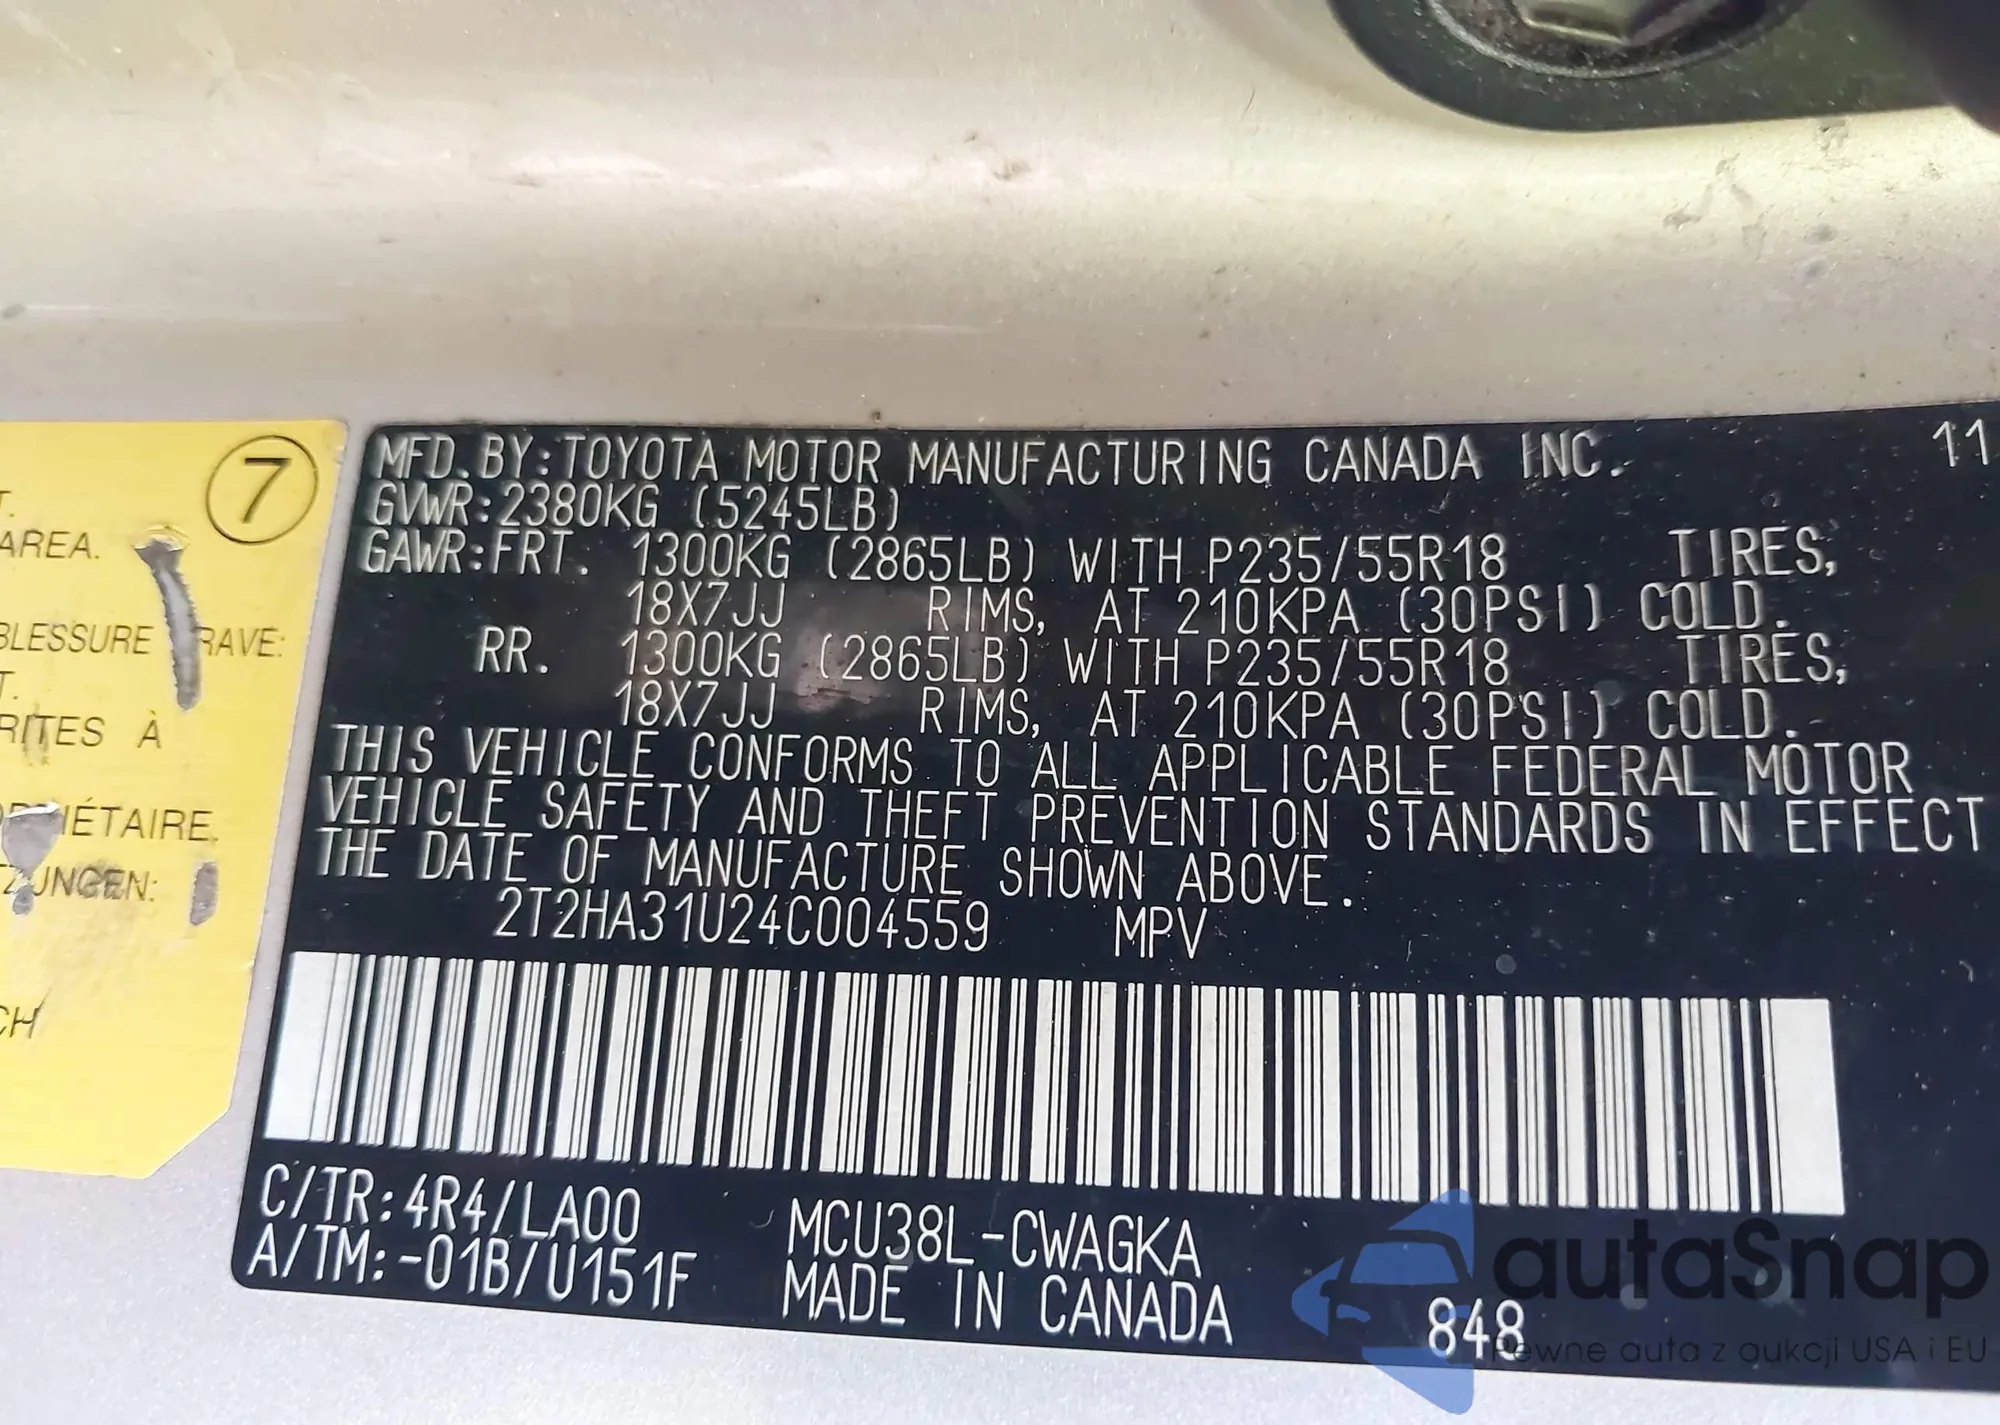 7
T.
AREA.
BLESSURE RAVE:
T.
RITES À
PRIÉTAIRE.
ZUNGEN:
CH
MFD. BY: TOYOTA MOTOR MANUFACTURING CANADA INC. 11
GVWR: 2380KG (5245LB)
GAWR: FRT. 1300KG (2865LB) WITH P235/55R18 TIRES,
18X7JJ RIMS, AT 210KPA (30PSI) COLD.
RR. 1300KG (2865LB) WITH P235/55R18 TIRES,
18X7JJ RIMS, AT 210KPA (30PSI) COLD.
THIS VEHICLE CONFORMS TO ALL APPLICABLE FEDERAL MOTOR
VEHICLE SAFETY AND THEFT PREVENTION STANDARDS IN EFFECT
THE DATE OF MANUFACTURE SHOWN ABOVE.
2T2HA31U24C004559 MPV
C/TR: 4R4/LA00 MCU38L-CWAGKA
A/TM: -01B/U151F MADE IN CANADA 848
autoSnap
Pewne auta z aukcji USA i EU